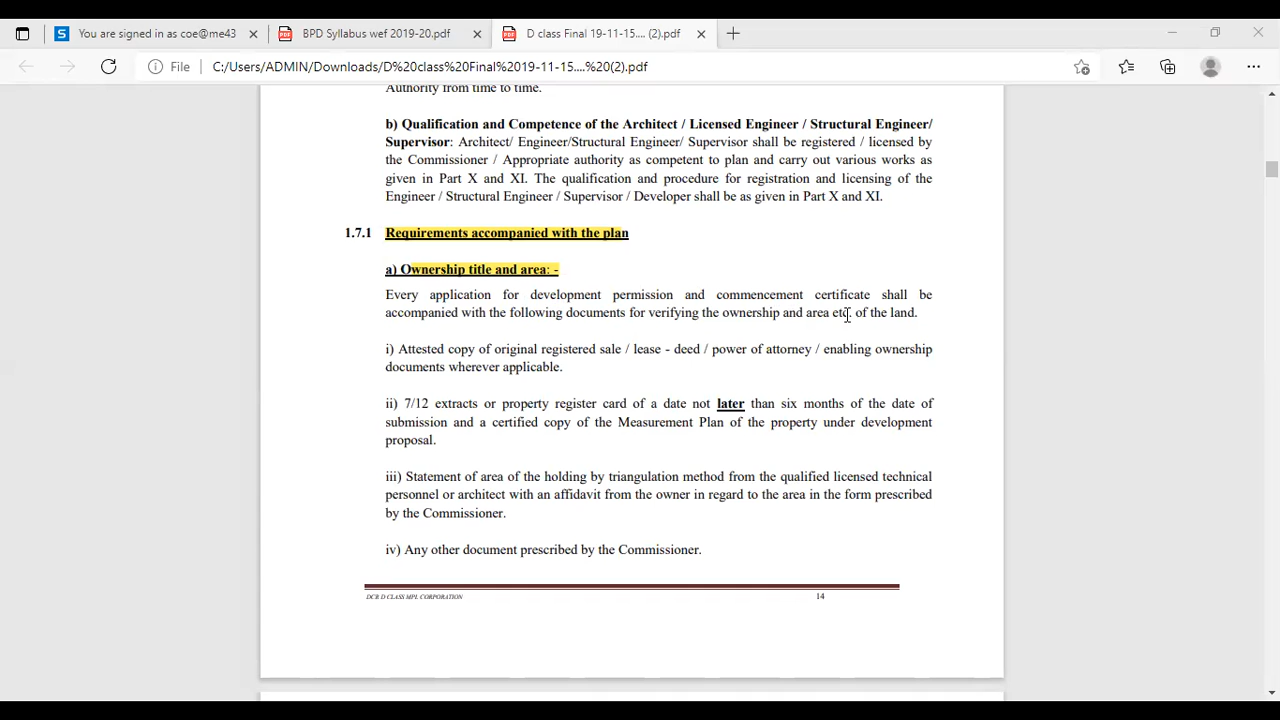 You are signed in as coe@me43
BPD Syllabus wef 2019-20.pdf
D class Final 19-11-15.... (2).pdf
File
C:/Users/ADMIN/Downloads/D%20class%20Final%2019-11-15....%20(2).pdf
Authority from time to time.
b) Qualification and Competence of the Architect / Licensed Engineer / Structural Engineer/
Supervisor: Architect/ Engineer/Structural Engineer/ Supervisor shall be registered / licensed by
the Commissioner / Appropriate authority as competent to plan and carry out various works as
given in Part X and XI. The qualification and procedure for registration and licensing of the
Engineer / Structural Engineer / Supervisor / Developer shall be as given in Part X and XI.
1.7.1 Requirements accompanied with the plan
a) Ownership title and area: -
Every application for development permission and commencement certificate shall be
accompanied with the following documents for verifying the ownership and area etc. of the land.
i) Attested copy of original registered sale / lease - deed / power of attorney / enabling ownership
documents wherever applicable.
ii) 7/12 extracts or property register card of a date not later than six months of the date of
submission and a certified copy of the Measurement Plan of the property under development
proposal.
iii) Statement of area of the holding by triangulation method from the qualified licensed technical
personnel or architect with an affidavit from the owner in regard to the area in the form prescribed
by the Commissioner.
iv) Any other document prescribed by the Commissioner.
DCR D CLASS MPL CORPORATION 14